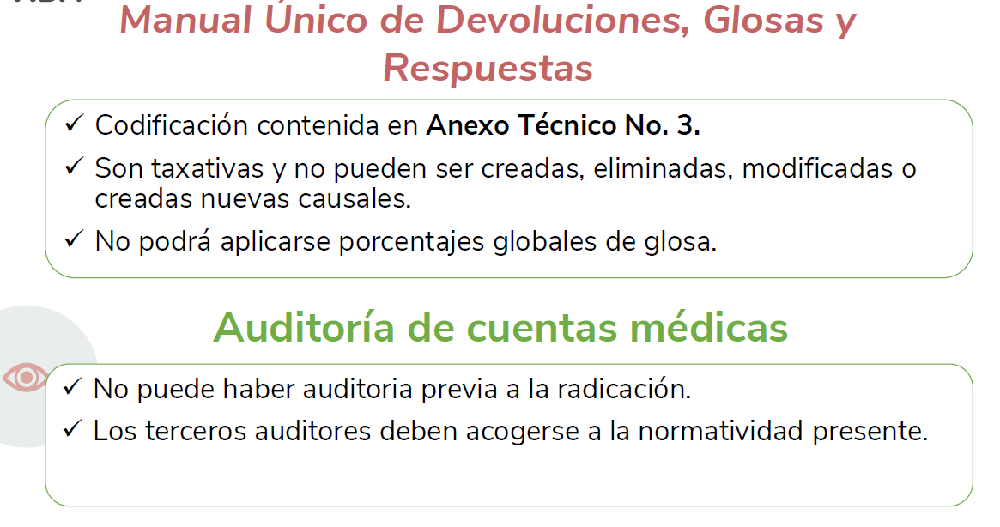 Manual Único de Devoluciones, Glosas y
Respuestas
✓ Codificación contenida en Anexo Técnico No. 3.
✓ Son taxativas y no pueden ser creadas, eliminadas, modificadas o
creadas nuevas causales.
✓ No podrá aplicarse porcentajes globales de glosa.
Auditoría de cuentas médicas
✓ No puede haber auditoria previa a la radicación.
✓ Los terceros auditores deben acogerse a la normatividad presente.